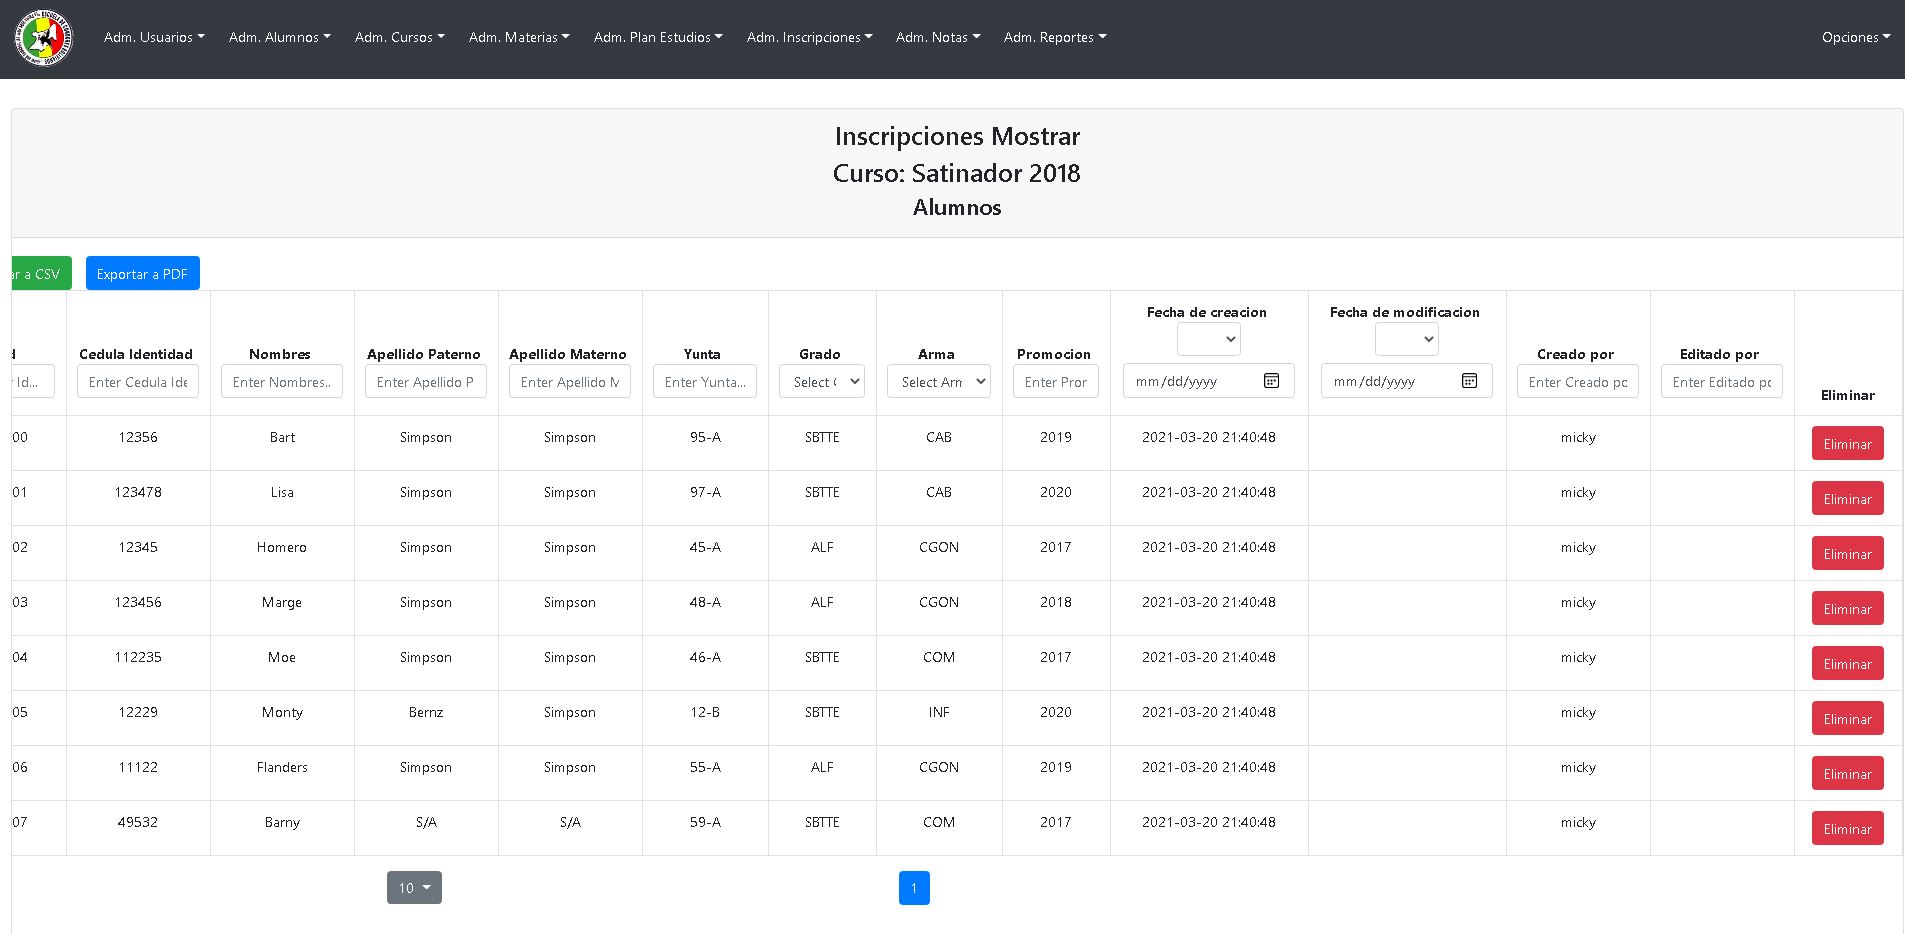 Adm. Usuarios Adm. Alumnos Adm. Cursos Adm. Materias Adm. Plan Estudios Adm. Inscripciones Adm. Notas Adm. Reportes Opciones
Inscripciones Mostrar
Curso: Satinador 2018
Alumnos
ar a CSV Exportar a PDF
Fecha de creacion Fecha de modificacion
d Cedula Identidad Nombres Apellido Paterno Apellido Materno Yunta Grado Arma Promocion Creado por Editado por
r Id... Enter Cedula Ide Enter Nombres.. Enter Apellido P Enter Apellido M Enter Yunta... Select ( Select Arm Enter Pror mm/dd/yyyy mm/dd/yyyy Enter Creado pc Enter Editado pc
Eliminar
00 12356 Bart Simpson Simpson 95-A SBTTE CAB 2019 2021-03-20 21:40:48 micky Eliminar
01 123478 Lisa Simpson Simpson 97-A SBTTE CAB 2020 2021-03-20 21:40:48 micky Eliminar
02 12345 Homero Simpson Simpson 45-A ALF CGON 2017 2021-03-20 21:40:48 micky Eliminar
03 123456 Marge Simpson Simpson 48-A ALF CGON 2018 2021-03-20 21:40:48 micky Eliminar
04 112235 Moe Simpson Simpson 46-A SBTTE COM 2017 2021-03-20 21:40:48 micky Eliminar
05 12229 Monty Bernz Simpson 12-B SBTTE INF 2020 2021-03-20 21:40:48 micky Eliminar
06 11122 Flanders Simpson Simpson 55-A ALF CGON 2019 2021-03-20 21:40:48 micky Eliminar
07 49532 Barny S/A S/A 59-A SBTTE COM 2017 2021-03-20 21:40:48 micky Eliminar
10 1